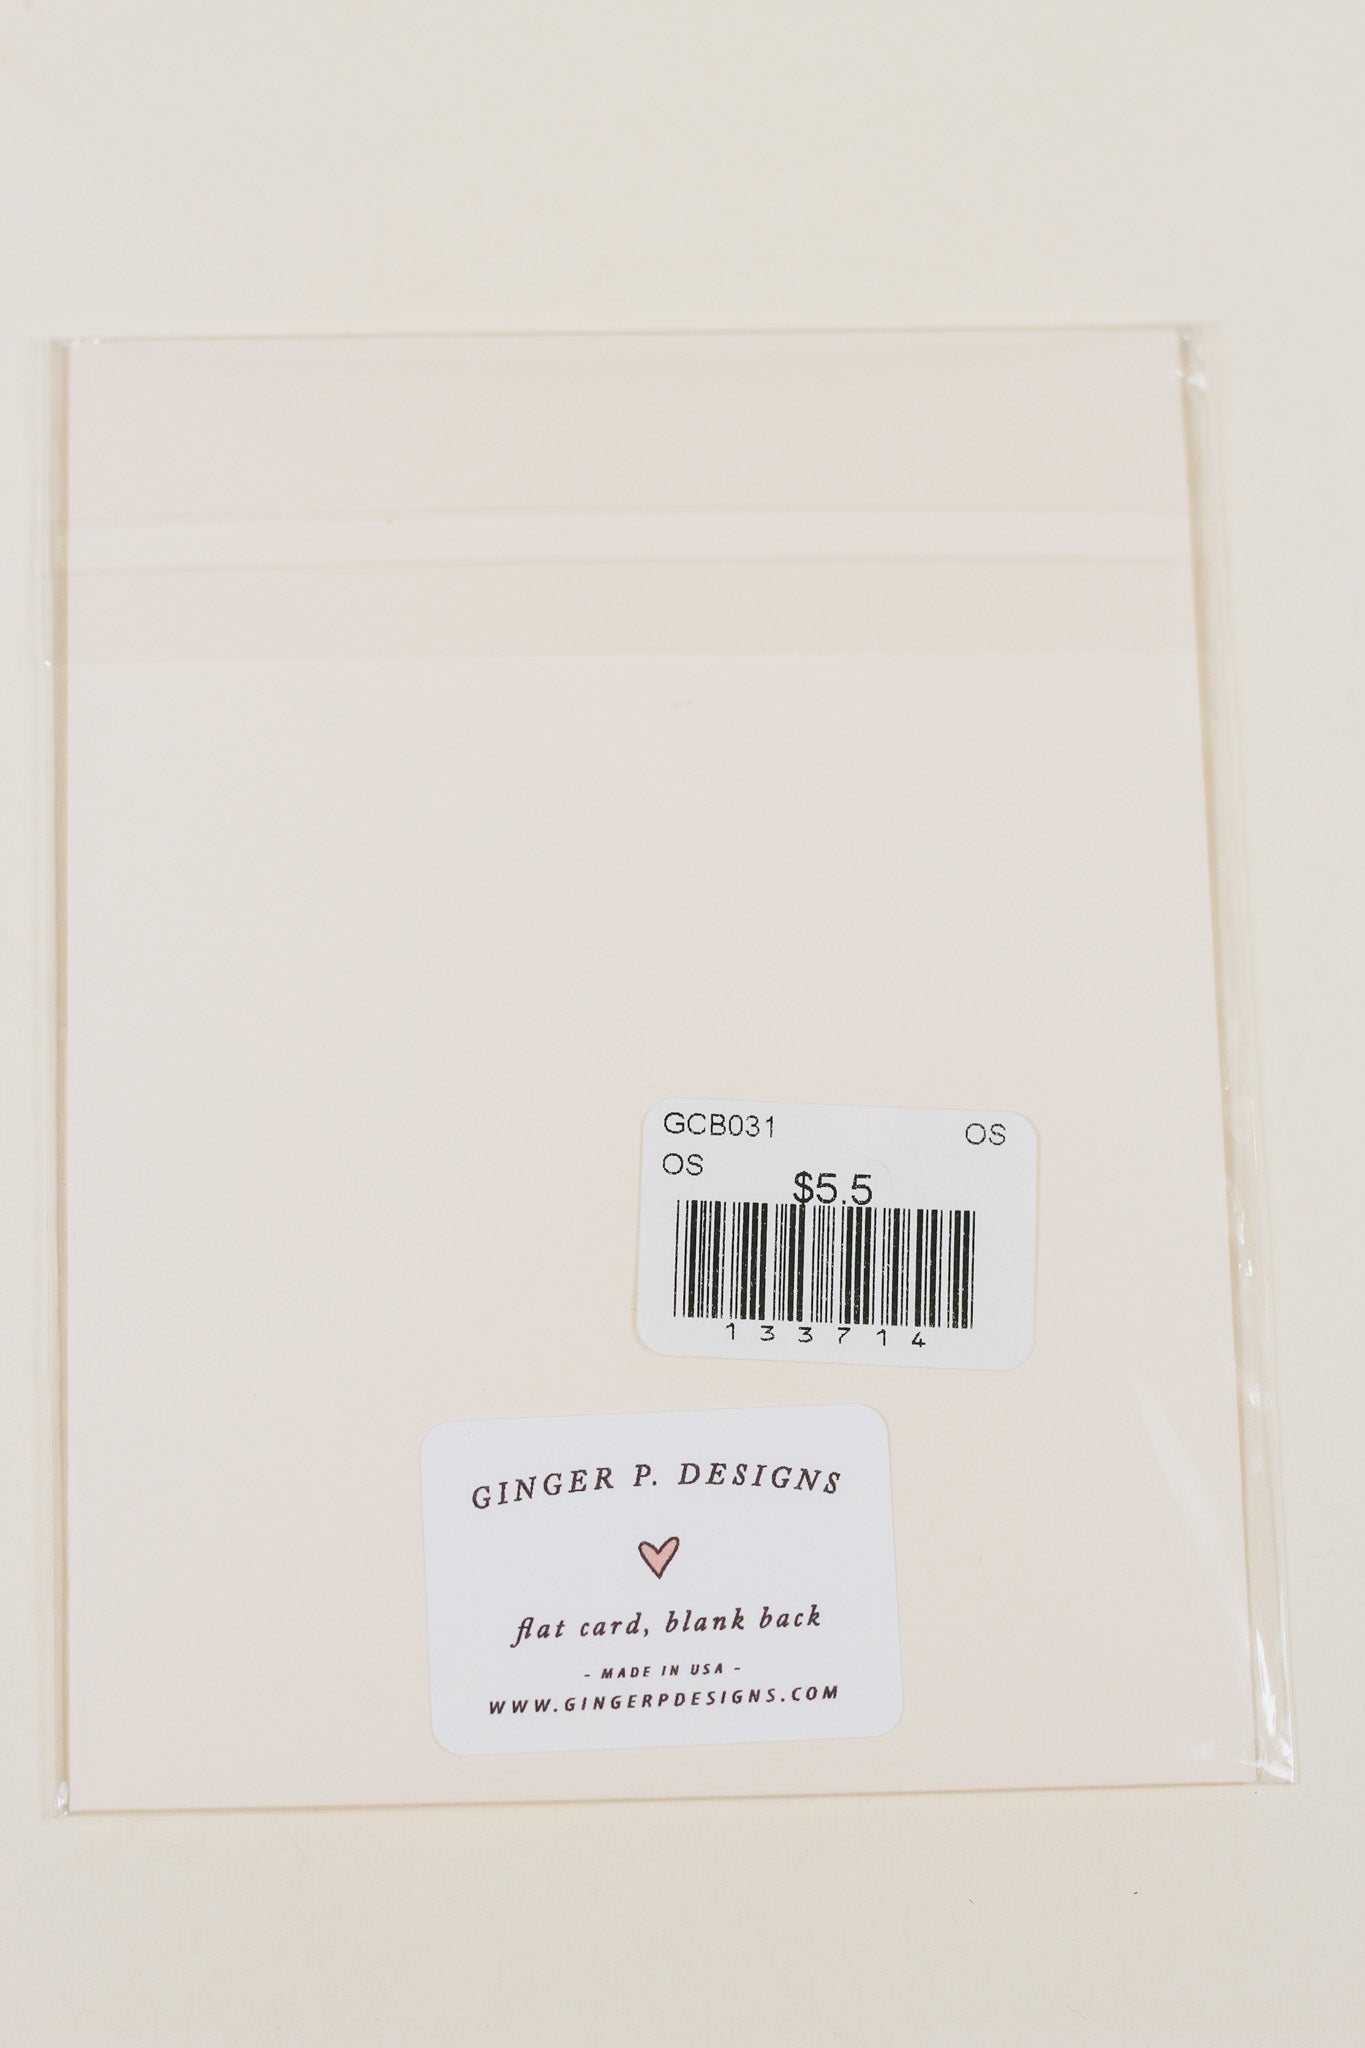 GCB031 OS
OS
$5.5
133714
GINGER P. DESIGNS
flat card, blank back
- MADE IN USA -
WWW.GINGERPDESIGNS.COM